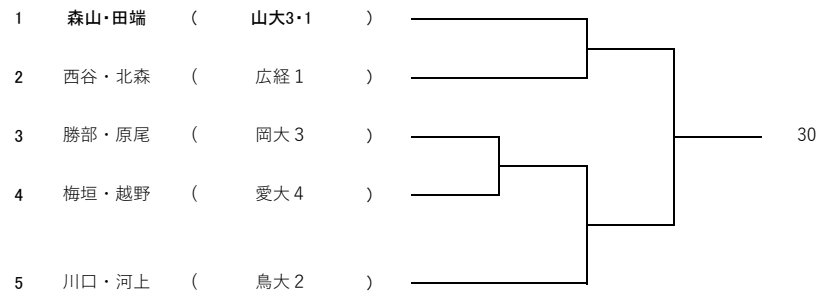 1 森山・田端 ( 山大3・1 )
2 西谷・北森 ( 広経１ )
3 勝部・原尾 ( 岡大３ )
30
4 梅垣・越野 ( 愛大４ )
5 川口・河上 ( 鳥大２ )